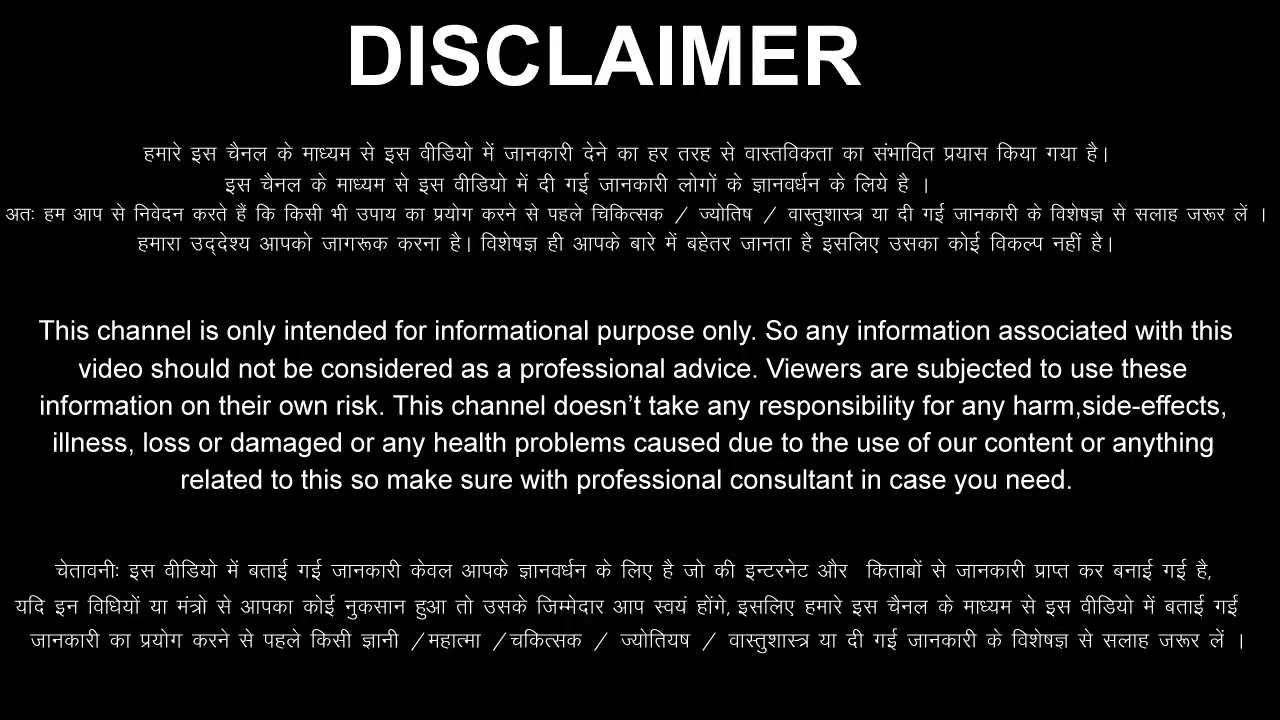 DISCLAIMER
हमारे इस चैनल के माध्यम से इस वीडियो में जानकारी देने का हर तरह से वास्तविकता का संभावित प्रयास किया गया है।
इस चैनल के माध्यम से इस वीडियो में दी गई जानकारी लोगों के ज्ञानवर्धन के लिये है ।
अतः हम आप से निवेदन करते हैं कि किसी भी उपाय का प्रयोग करने से पहले चिकित्सक / ज्योतिष / वास्तुशास्त्र या दी गई जानकारी के विशेषज्ञ से सलाह जरूर लें ।
हमारा उद्देश्य आपको जागरूक करना है। विशेषज्ञ ही आपके बारे में बहेतर जानता है इसलिए उसका कोई विकल्प नहीं है।
This channel is only intended for informational purpose only. So any information associated with this
video should not be considered as a professional advice. Viewers are subjected to use these
information on their own risk. This channel doesn’t take any responsibility for any harm,side-effects,
illness, loss or damaged or any health problems caused due to the use of our content or anything
related to this so make sure with professional consultant in case you need.
चेतावनीः इस वीडियो में बताई गई जानकारी केवल आपके ज्ञानवर्धन के लिए है जो की इन्टरनेट और किताबों से जानकारी प्राप्त कर बनाई गई है,
यदि इन विधियों या मंत्रो से आपका कोई नुकसान हुआ तो उसके जिम्मेदार आप स्वयं होंगे, इसलिए हमारे इस चैनल के माध्यम से इस वीडियो में बताई गई
जानकारी का प्रयोग करने से पहले किसी ज्ञानी /महात्मा /चकित्सक / ज्योतियष / वास्तुशास्त्र या दी गई जानकारी के विशेषज्ञ से सलाह जरूर लें ।